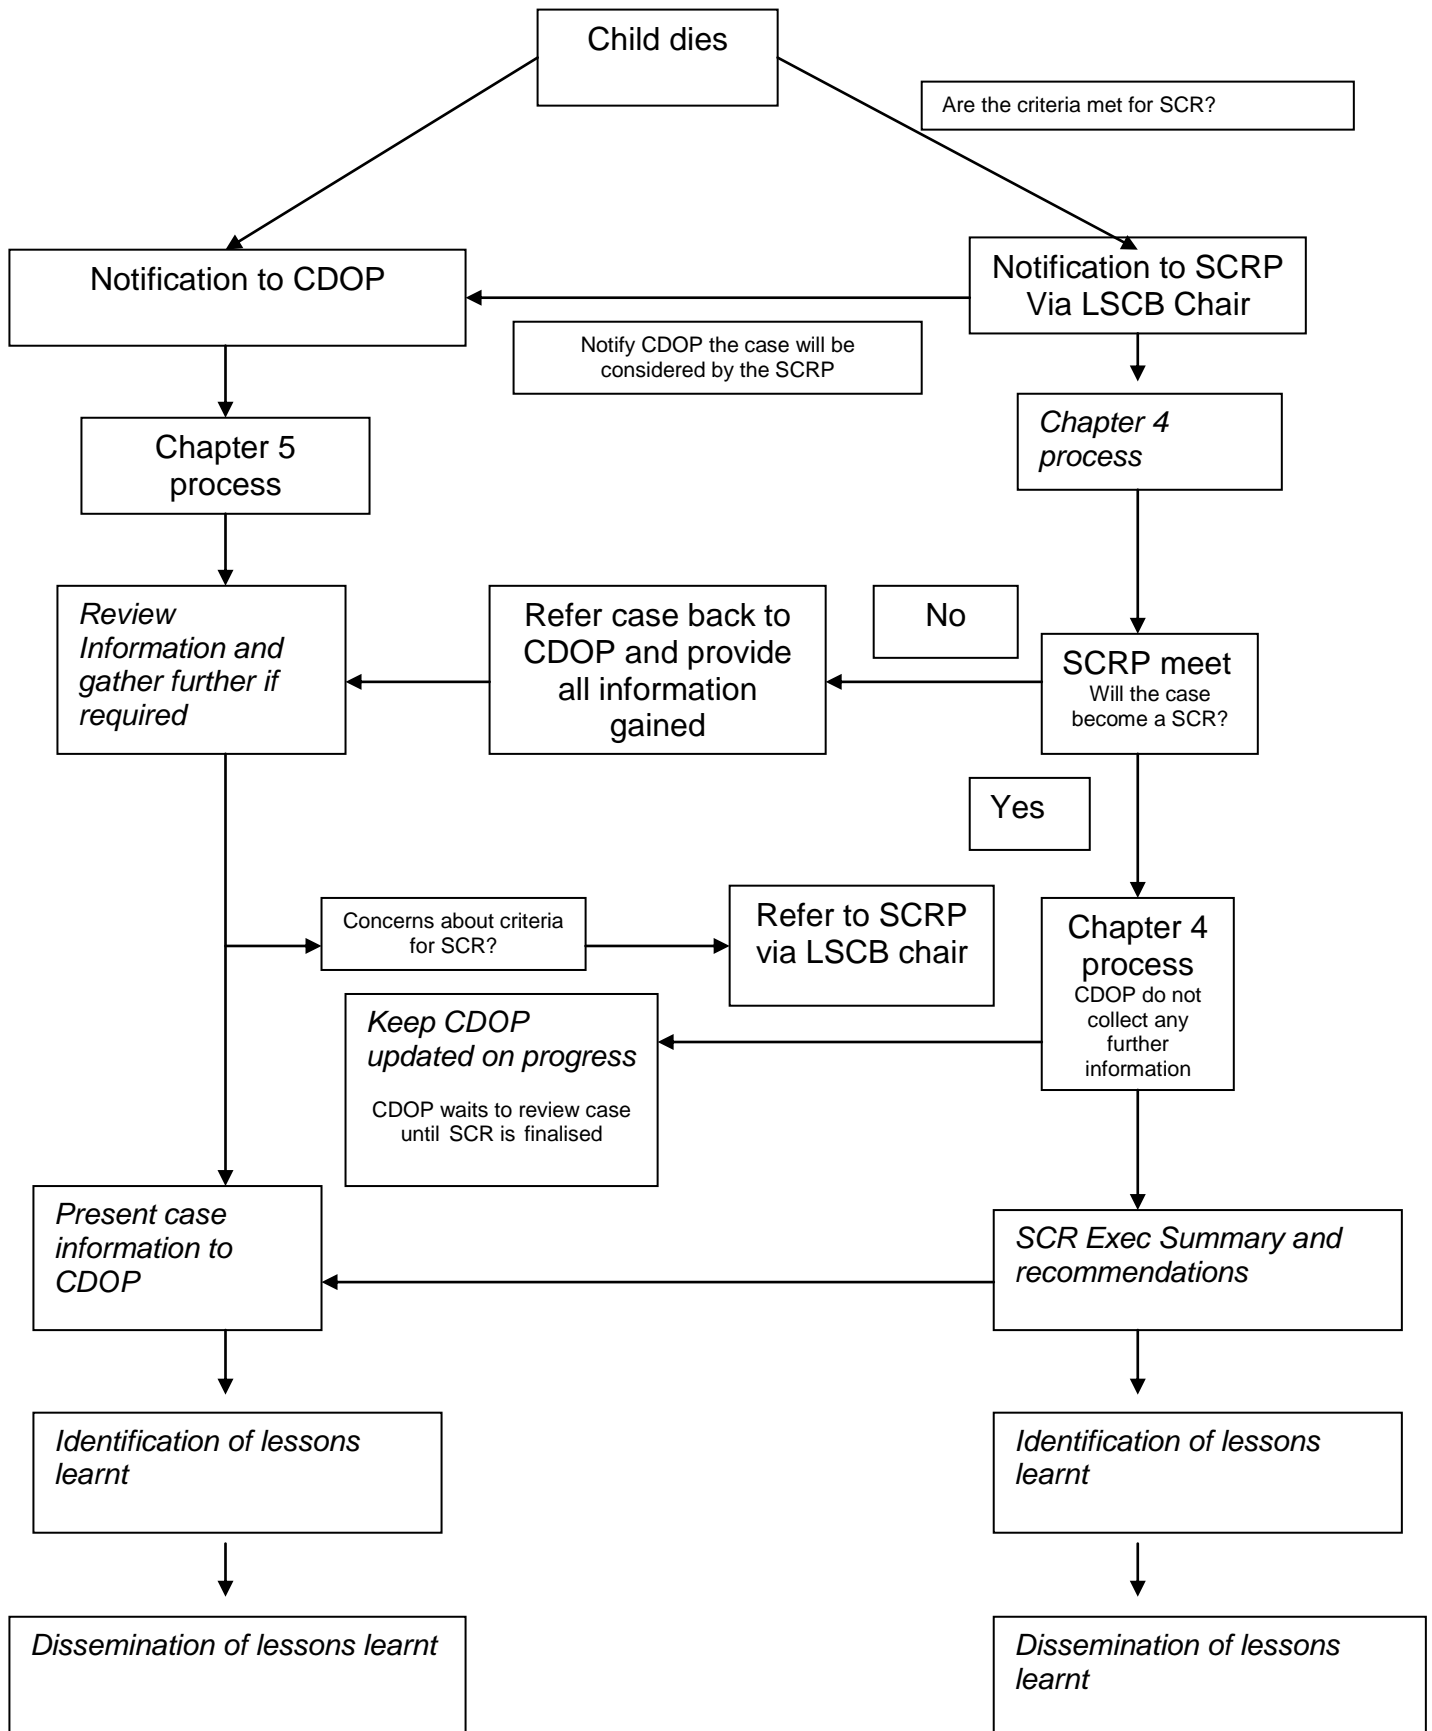 Child dies
Are the criteria met for SCR?
Notification to CDOP
Notification to SCRP
Via LSCB Chair
Notify CDOP the case will be
considered by the SCRP
Chapter 5
process
Chapter 4
process
Review
Information and
gather further if
required
Refer case back to
CDOP and provide
all information
gained
No
SCRP meet
Will the case
become a SCR?
Yes
Concerns about criteria
for SCR?
Refer to SCRP
via LSCB chair
Chapter 4
process
CDOP do not
collect any
further
information
Keep CDOP
updated on progress
CDOP waits to review case
until SCR is finalised
Present case
information to
CDOP
SCR Exec Summary and
recommendations
Identification of lessons
learnt
Identification of lessons
learnt
Dissemination of lessons learnt
Dissemination of lessons
learnt